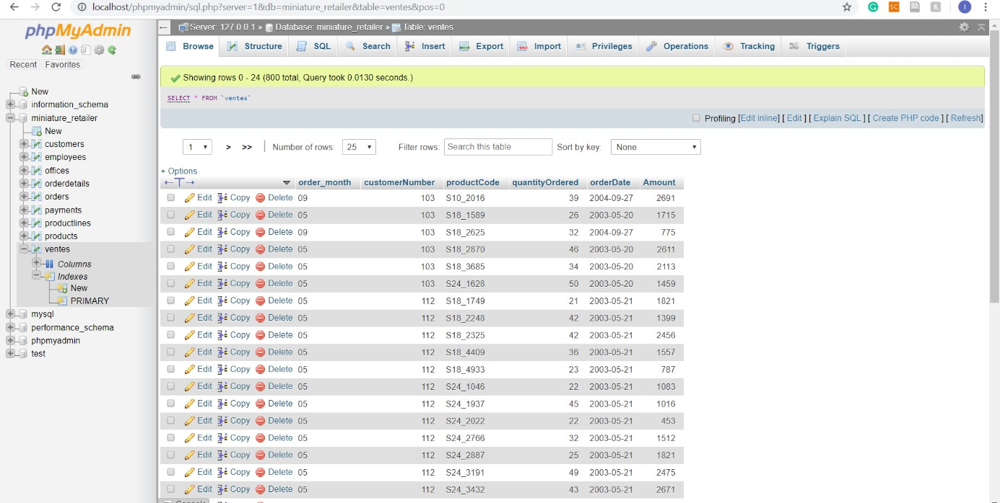 localhost/phpmyadmin/sql.php?server=1&db=miniature_retailer&table=ventes&pos=0
SC
I
phpMyAdmin
Recent Favorites
New
information_schema
miniature_retailer
New
customers
employees
offices
orderdetails
orders
payments
productlines
products
ventes
Columns
Indexes
New
PRIMARY
mysql
performance_schema
phpmyadmin
test
Server: 127.0.0.1 » Database: miniature_retailer » Table: ventes
Browse Structure SQL Search Insert Export Import Privileges Operations Tracking Triggers
Showing rows 0 - 24 (800 total, Query took 0.0130 seconds.)
SELECT * FROM `ventes`
Profiling [Edit inline] [ Edit ] [ Explain SQL ] [ Create PHP code ] [ Refresh]
1 > >> Number of rows: 25 Filter rows: Search this table Sort by key: None
+ Options
←T→ order_month customerNumber productCode quantityOrdered orderDate Amount
Edit Copy Delete 09 103 S10_2016 39 2004-09-27 2691
Edit Copy Delete 05 103 S18_1589 26 2003-05-20 1715
Edit Copy Delete 09 103 S18_2625 32 2004-09-27 775
Edit Copy Delete 05 103 S18_2870 46 2003-05-20 2611
Edit Copy Delete 05 103 S18_3685 34 2003-05-20 2113
Edit Copy Delete 05 103 S24_1628 50 2003-05-20 1459
Edit Copy Delete 05 112 S18_1749 21 2003-05-21 1821
Edit Copy Delete 05 112 S18_2248 42 2003-05-21 1399
Edit Copy Delete 05 112 S18_2325 42 2003-05-21 2456
Edit Copy Delete 05 112 S18_4409 36 2003-05-21 1557
Edit Copy Delete 05 112 S18_4933 23 2003-05-21 787
Edit Copy Delete 05 112 S24_1046 22 2003-05-21 1083
Edit Copy Delete 05 112 S24_1937 45 2003-05-21 1016
Edit Copy Delete 05 112 S24_2022 22 2003-05-21 453
Edit Copy Delete 05 112 S24_2766 32 2003-05-21 1512
Edit Copy Delete 05 112 S24_2887 25 2003-05-21 1821
Edit Copy Delete 05 112 S24_3191 49 2003-05-21 2475
Edit Copy Delete 05 112 S24_3432 43 2003-05-21 2671